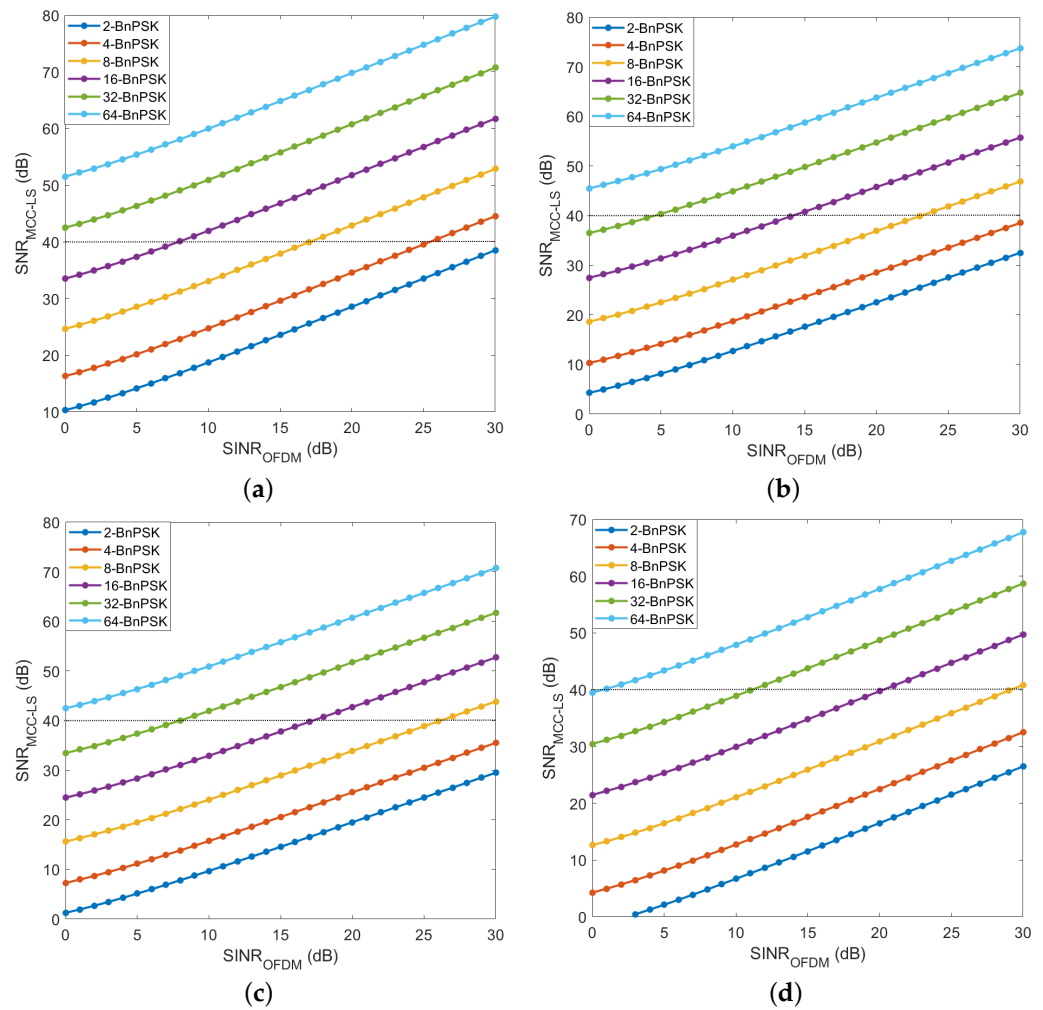 80
70
60
50
40
30
20
10
0 5 10 15 20 25 30
SNR_MCC-LS (dB)
SINR_OFDM (dB)
2-BnPSK
4-BnPSK
8-BnPSK
16-BnPSK
32-BnPSK
64-BnPSK
(a)
80
70
60
50
40
30
20
10
0
0 5 10 15 20 25 30
SNR_MCC-LS (dB)
SINR_OFDM (dB)
2-BnPSK
4-BnPSK
8-BnPSK
16-BnPSK
32-BnPSK
64-BnPSK
(b)
80
70
60
50
40
30
20
10
0
0 5 10 15 20 25 30
SNR_MCC-LS (dB)
SINR_OFDM (dB)
2-BnPSK
4-BnPSK
8-BnPSK
16-BnPSK
32-BnPSK
64-BnPSK
(c)
70
60
50
40
30
20
10
0
0 5 10 15 20 25 30
SNR_MCC-LS (dB)
SINR_OFDM (dB)
2-BnPSK
4-BnPSK
8-BnPSK
16-BnPSK
32-BnPSK
64-BnPSK
(d)